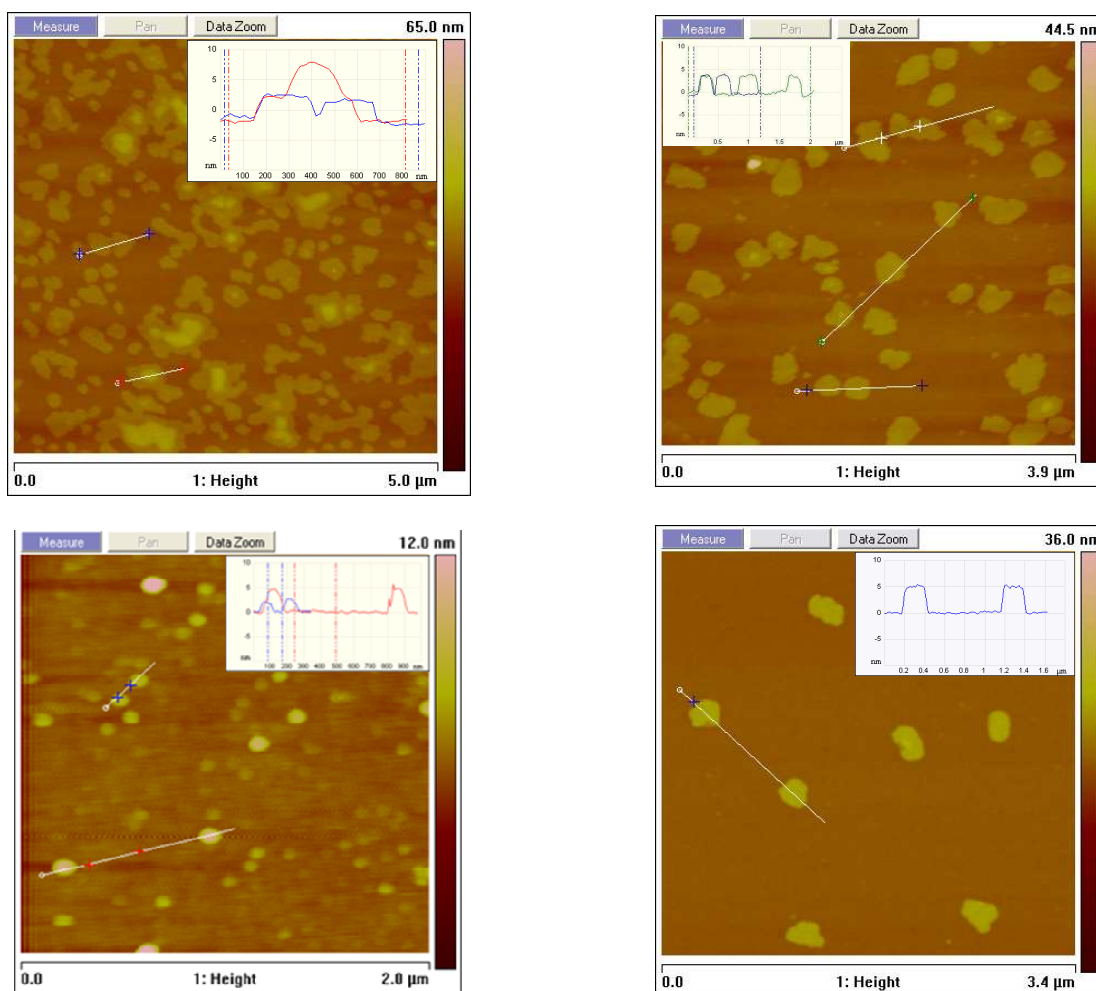 Measure Pan Data Zoom 65.0 nm
10
5
0
-5
nm
100 200 300 400 500 600 700 800 nm
0.0 1: Height 5.0 µm
Measure Pan Data Zoom 44.5 nm
10
5
0
-5
nm
0.5 1 1.5 2 µm
0.0 1: Height 3.9 µm
Measure Pan Data Zoom 12.0 nm
10
5
0
-5
nm
100 200 300 400 500 600 700 800 900 nm
0.0 1: Height 2.0 µm
Measure Pan Data Zoom 36.0 nm
10
5
0
-5
nm
0.2 0.4 0.6 0.8 1 1.2 1.4 1.6 µm
0.0 1: Height 3.4 µm